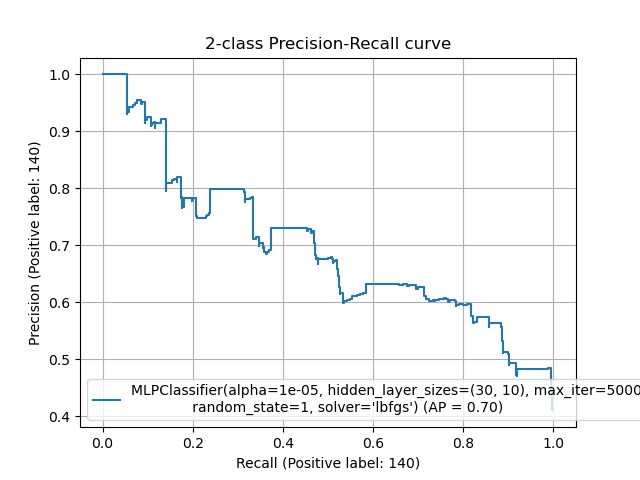 2-class Precision-Recall curve
1.0
0.9
0.8
0.7
0.6
0.5
0.4
Precision (Positive label: 140)
MLPClassifier(alpha=1e-05, hidden_layer_sizes=(30, 10), max_iter=5000
random_state=1, solver='lbfgs') (AP = 0.70)
0.0 0.2 0.4 0.6 0.8 1.0
Recall (Positive label: 140)